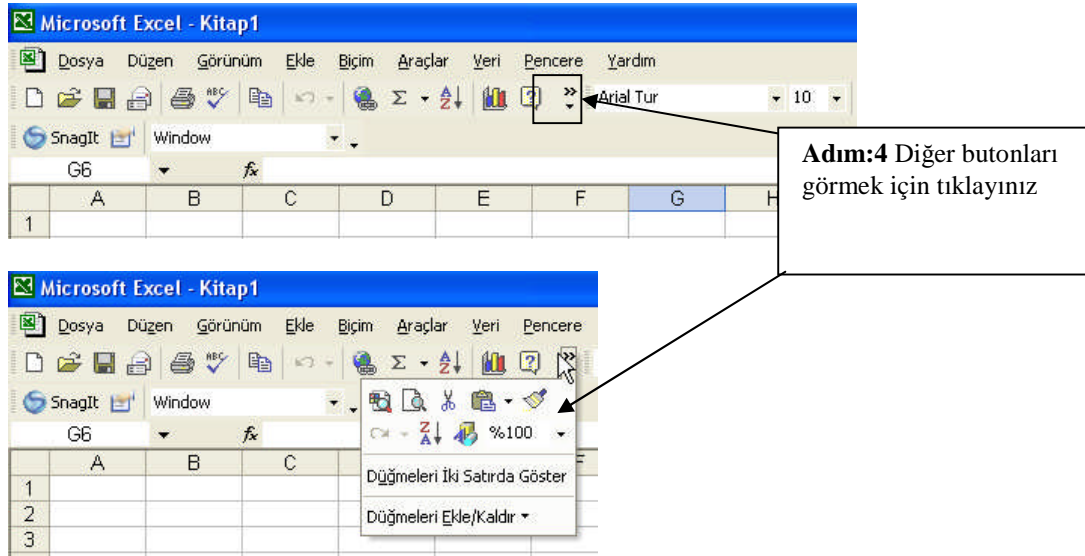 Microsoft Excel - Kitap1
Dosya Düzen Görünüm Ekle Biçim Araçlar Veri Pencere Yardım
ABC Σ A Z ? » Arial Tur 10
SnagIt Window
G6 fx
A B C D E F G H
1
Adım:4 Diğer butonları
görmek için tıklayınız
Microsoft Excel - Kitap1
Dosya Düzen Görünüm Ekle Biçim Araçlar Veri Pencere
ABC Σ A Z ? »
SnagIt Window
G6 fx
Z A %100
A B C F
Düğmeleri İki Satırda Göster
1
2
Düğmeleri Ekle/Kaldır
3